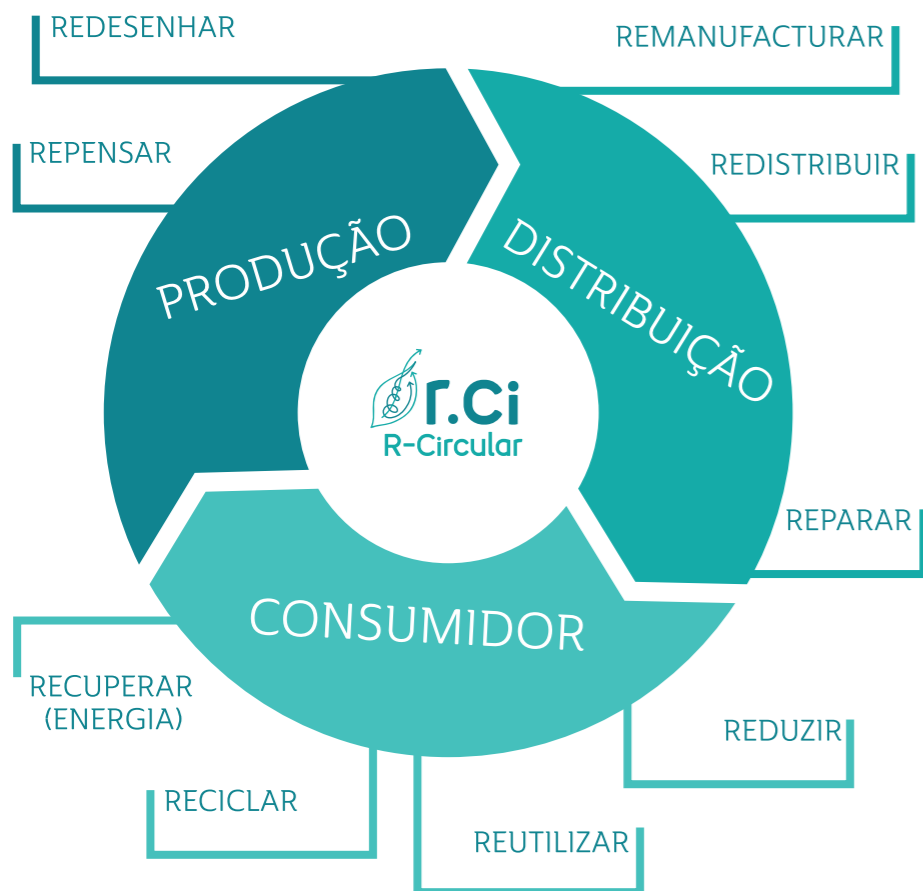 REDESENHAR
REMANUFACTURAR
REPENSAR
REDISTRIBUIR
PRODUÇÃO
DISTRIBUIÇÃO
r.Ci
R-Circular
REPARAR
CONSUMIDOR
RECUPERAR
(ENERGIA)
REDUZIR
RECICLAR
REUTILIZAR